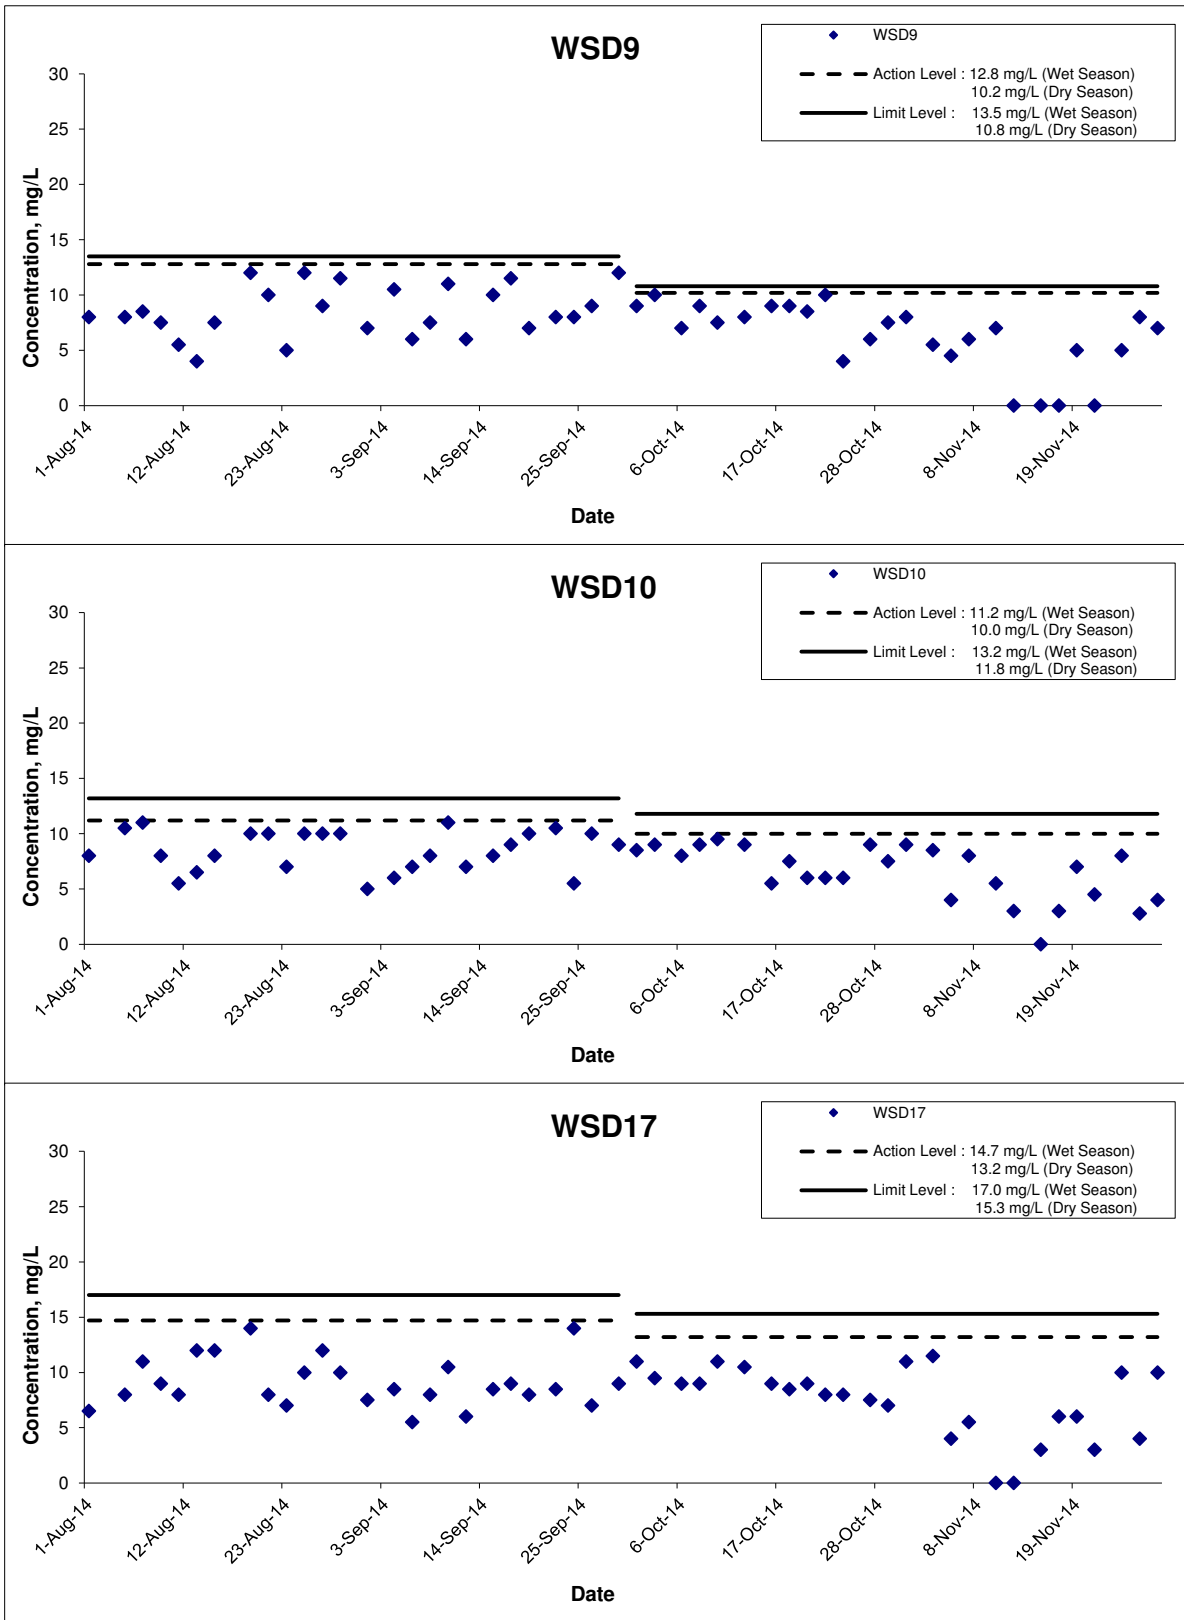 WSD9
WSD9
Action Level : 12.8 mg/L (Wet Season)
10.2 mg/L (Dry Season)
Limit Level : 13.5 mg/L (Wet Season)
10.8 mg/L (Dry Season)
Concentration, mg/L
30
25
20
15
10
5
0
1-Aug-14
12-Aug-14
23-Aug-14
3-Sep-14
14-Sep-14
25-Sep-14
6-Oct-14
17-Oct-14
28-Oct-14
8-Nov-14
19-Nov-14
Date
WSD10
WSD10
Action Level : 11.2 mg/L (Wet Season)
10.0 mg/L (Dry Season)
Limit Level : 13.2 mg/L (Wet Season)
11.8 mg/L (Dry Season)
Concentration, mg/L
30
25
20
15
10
5
0
1-Aug-14
12-Aug-14
23-Aug-14
3-Sep-14
14-Sep-14
25-Sep-14
6-Oct-14
17-Oct-14
28-Oct-14
8-Nov-14
19-Nov-14
Date
WSD17
WSD17
Action Level : 14.7 mg/L (Wet Season)
13.2 mg/L (Dry Season)
Limit Level : 17.0 mg/L (Wet Season)
15.3 mg/L (Dry Season)
Concentration, mg/L
30
25
20
15
10
5
0
1-Aug-14
12-Aug-14
23-Aug-14
3-Sep-14
14-Sep-14
25-Sep-14
6-Oct-14
17-Oct-14
28-Oct-14
8-Nov-14
19-Nov-14
Date